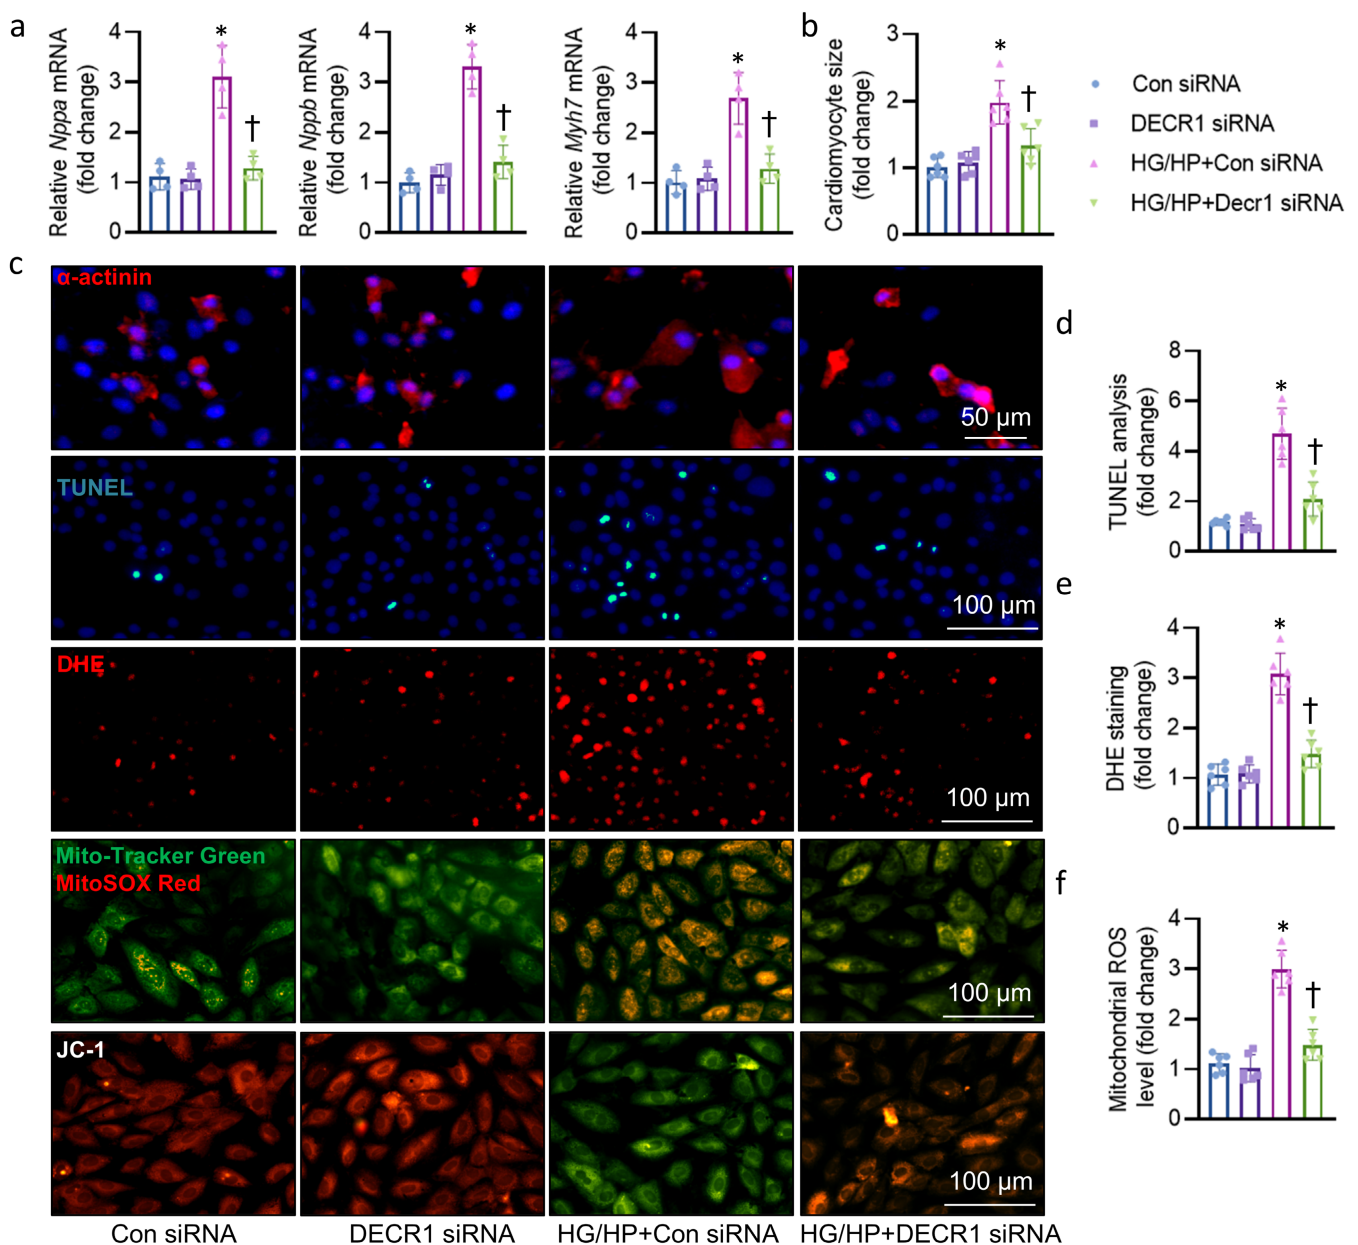 a
Relative Nppa mRNA
(fold change)
4
3
2
1
0
*
†
Relative Nppb mRNA
(fold change)
4
3
2
1
0
*
†
Relative Myh7 mRNA
(fold change)
4
3
2
1
0
*
†
b
Cardiomyocyte size
(fold change)
3
2
1
0
*
†
Con siRNA
DECR1 siRNA
HG/HP+Con siRNA
HG/HP+Decr1 siRNA
c
α-actinin
50 μm
TUNEL
100 μm
DHE
100 μm
Mito-Tracker Green
MitoSOX Red
100 μm
JC-1
100 μm
Con siRNA
DECR1 siRNA
HG/HP+Con siRNA
HG/HP+DECR1 siRNA
d
TUNEL analysis
(fold change)
8
6
4
2
0
*
†
e
DHE staining
(fold change)
4
3
2
1
0
*
†
f
Mitochondrial ROS
level (fold change)
4
3
2
1
0
*
†